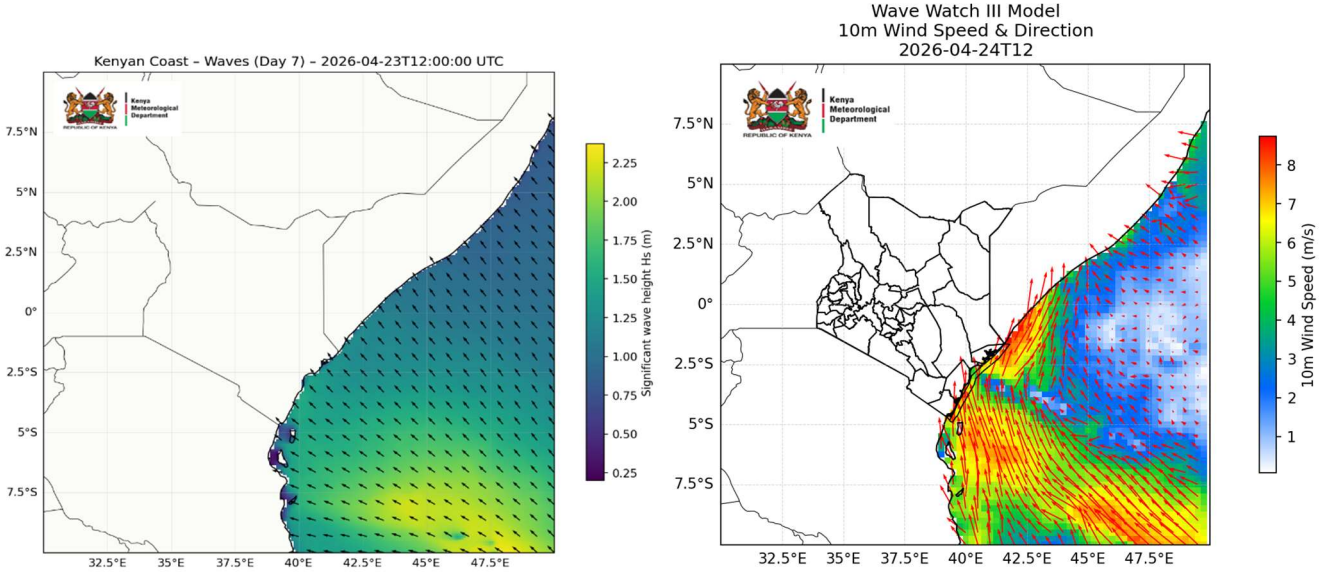 Kenyan Coast – Waves (Day 7) – 2026-04-23T12:00:00 UTC
Kenya
Meteorological
Department
REPUBLIC OF KENYA
7.5°N
5°N
2.5°N
0°
2.5°S
5°S
7.5°S
32.5°E
35°E
37.5°E
40°E
42.5°E
45°E
47.5°E
2.25
2.00
1.75
1.50
1.25
1.00
0.75
0.50
0.25
Significant wave height Hs (m)
Wave Watch III Model
10m Wind Speed & Direction
2026-04-24T12
Kenya
Meteorological
Department
REPUBLIC OF KENYA
7.5°N
5°N
2.5°N
0°
2.5°S
5°S
7.5°S
32.5°E
35°E
37.5°E
40°E
42.5°E
45°E
47.5°E
8
7
6
5
4
3
2
1
10m Wind Speed (m/s)